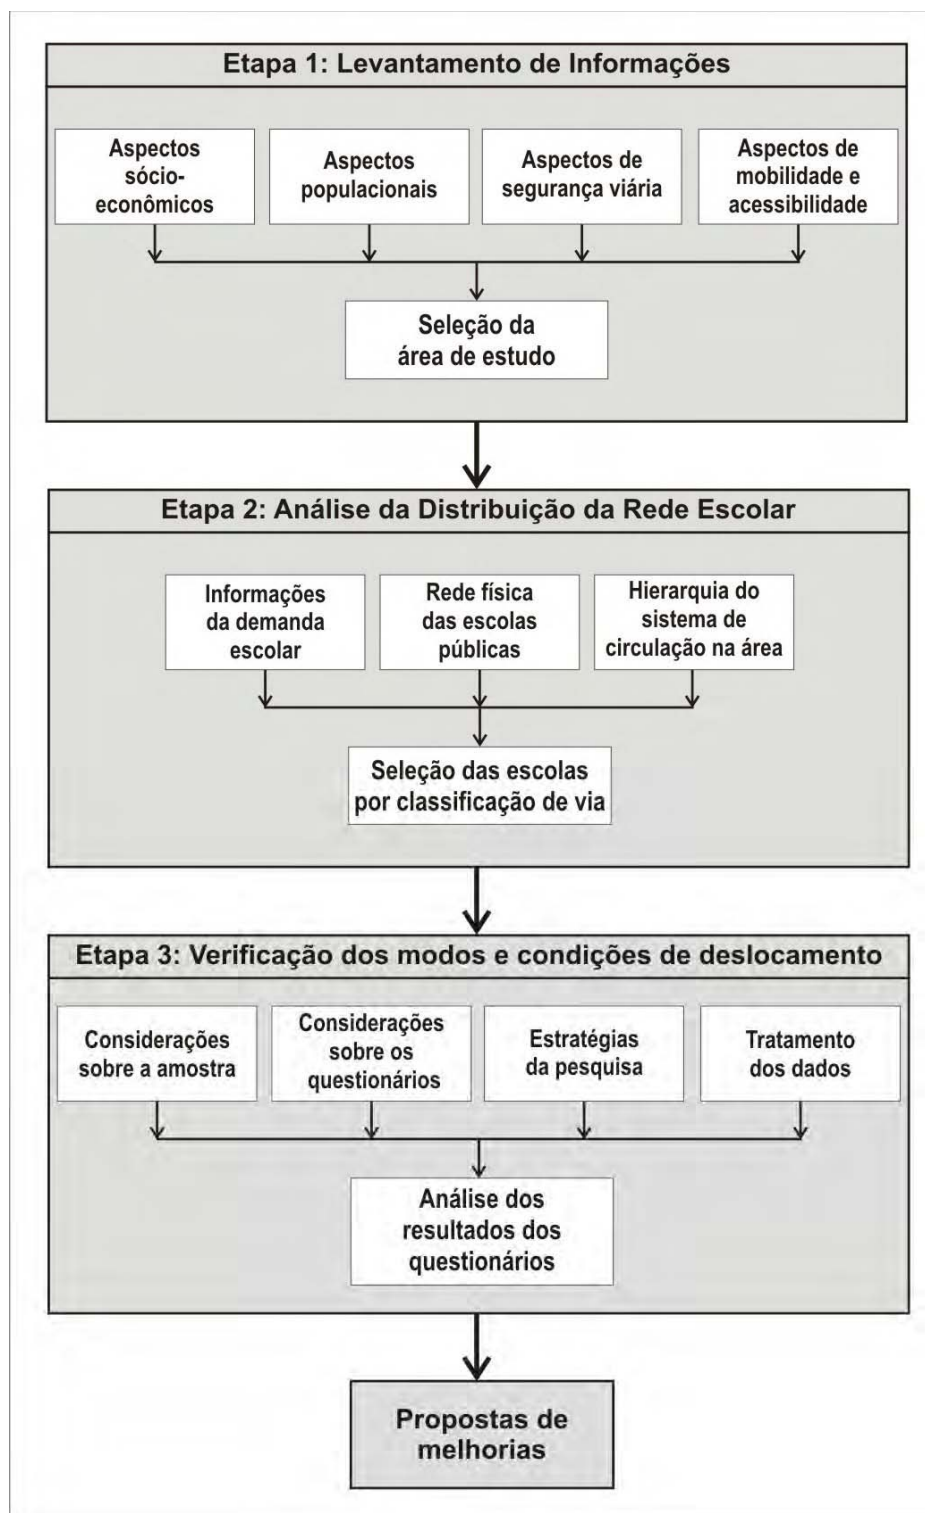 Etapa 1: Levantamento de Informações
Aspectos
sócio-
econômicos
Aspectos
populacionais
Aspectos de
segurança viária
Aspectos de
mobilidade e
acessibilidade
Seleção da
área de estudo
Etapa 2: Análise da Distribuição da Rede Escolar
Informações
da demanda
escolar
Rede física
das escolas
públicas
Hierarquia do
sistema de
circulação na área
Seleção das escolas
por classificação de via
Etapa 3: Verificação dos modos e condições de deslocamento
Considerações
sobre a amostra
Considerações
sobre os
questionários
Estratégias
da pesquisa
Tratamento
dos dados
Análise dos
resultados dos
questionários
Propostas de
melhorias